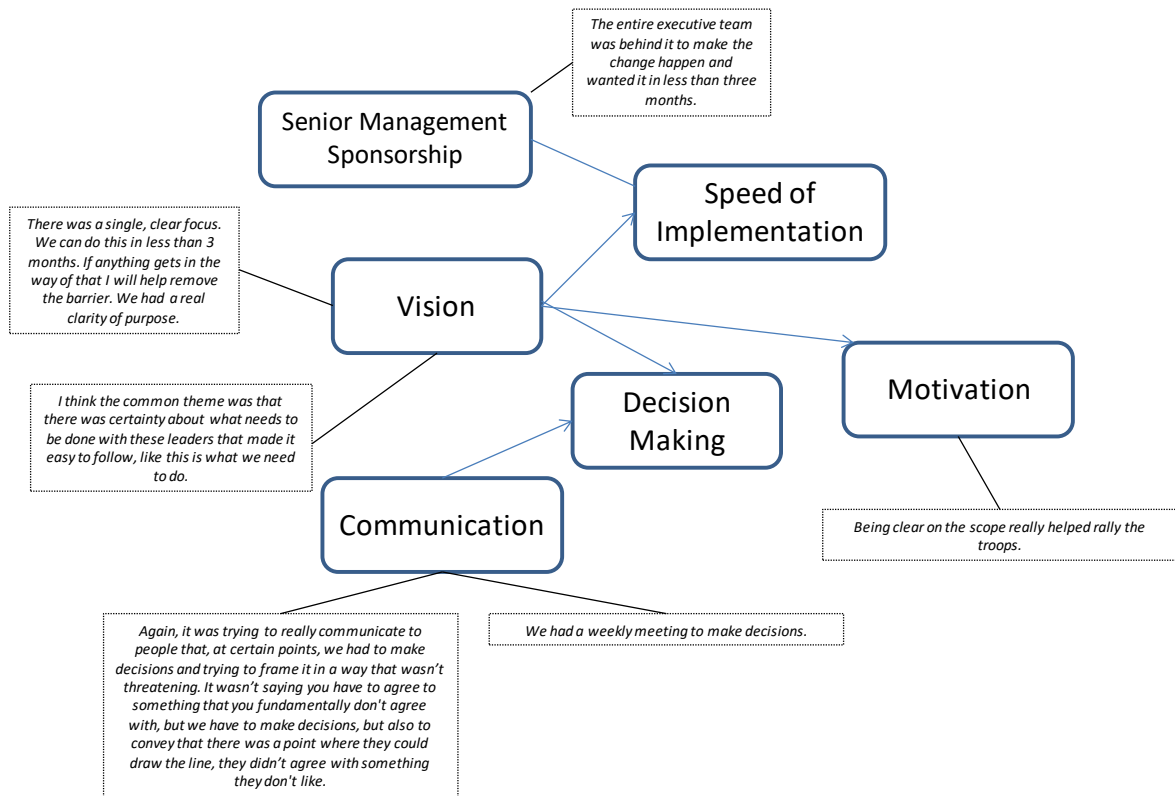 The entire executive team
was behind it to make the
change happen and
wanted it in less than three
months.
Senior Management
Sponsorship
Speed of
Implementation
There was a single, clear focus.
We can do this in less than 3
months. If anything gets in the
way of that I will help remove
the barrier. We had a real
clarity of purpose.
Vision
Motivation
Decision
Making
I think the common theme was that
there was certainty about what needs to
be done with these leaders that made it
easy to follow, like this is what we need
to do.
Communication
Being clear on the scope really helped rally the
troops.
Again, it was trying to really communicate to
people that, at certain points, we had to make
decisions and trying to frame it in a way that wasn’t
threatening. It wasn’t saying you have to agree to
something that you fundamentally don't agree
with, but we have to make decisions, but also to
convey that there was a point where they could
draw the line, they didn’t agree with something
they don't like.
We had a weekly meeting to make decisions.